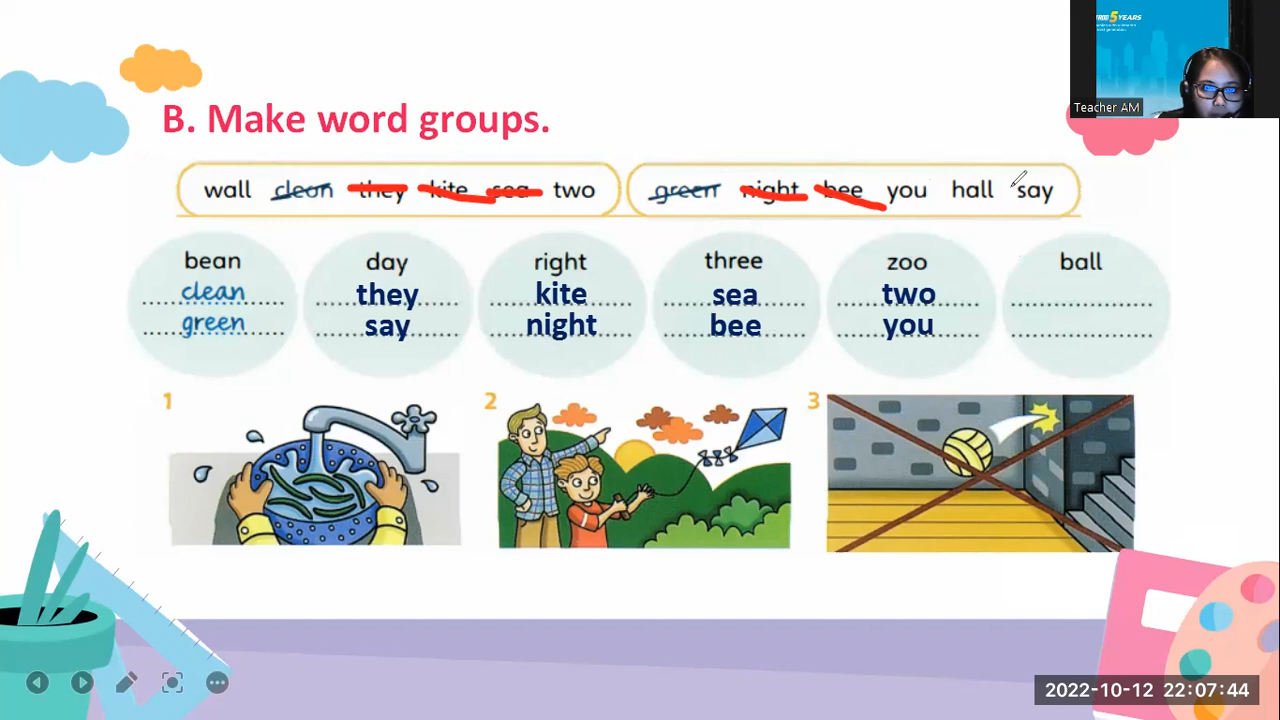 5 YEARS
Teacher AM
B. Make word groups.
wall clean they kite sea two
green night bee you hall say
bean day right three zoo ball
clean they kite sea two
green say night bee you
1 2 3
2022-10-12 22:07:44